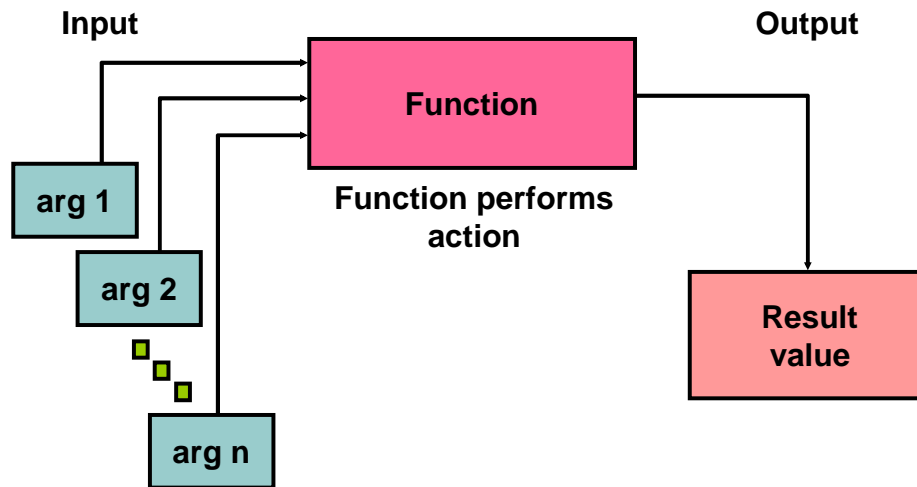 Input
Output
Function
arg 1
Function performs
action
arg 2
Result
value
arg n